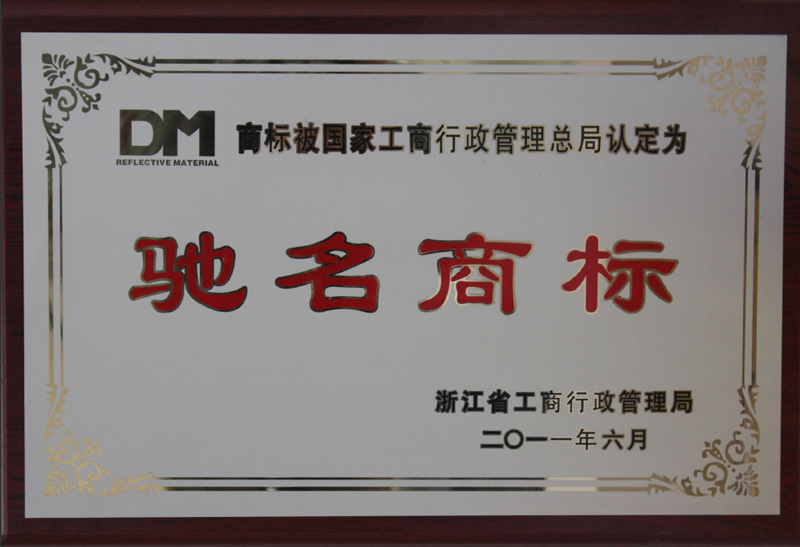 DM 商标被国家工商行政管理总局认定为
REFLECTIVE MATERIAL
驰名商标
浙江省工商行政管理局
二〇一一年六月